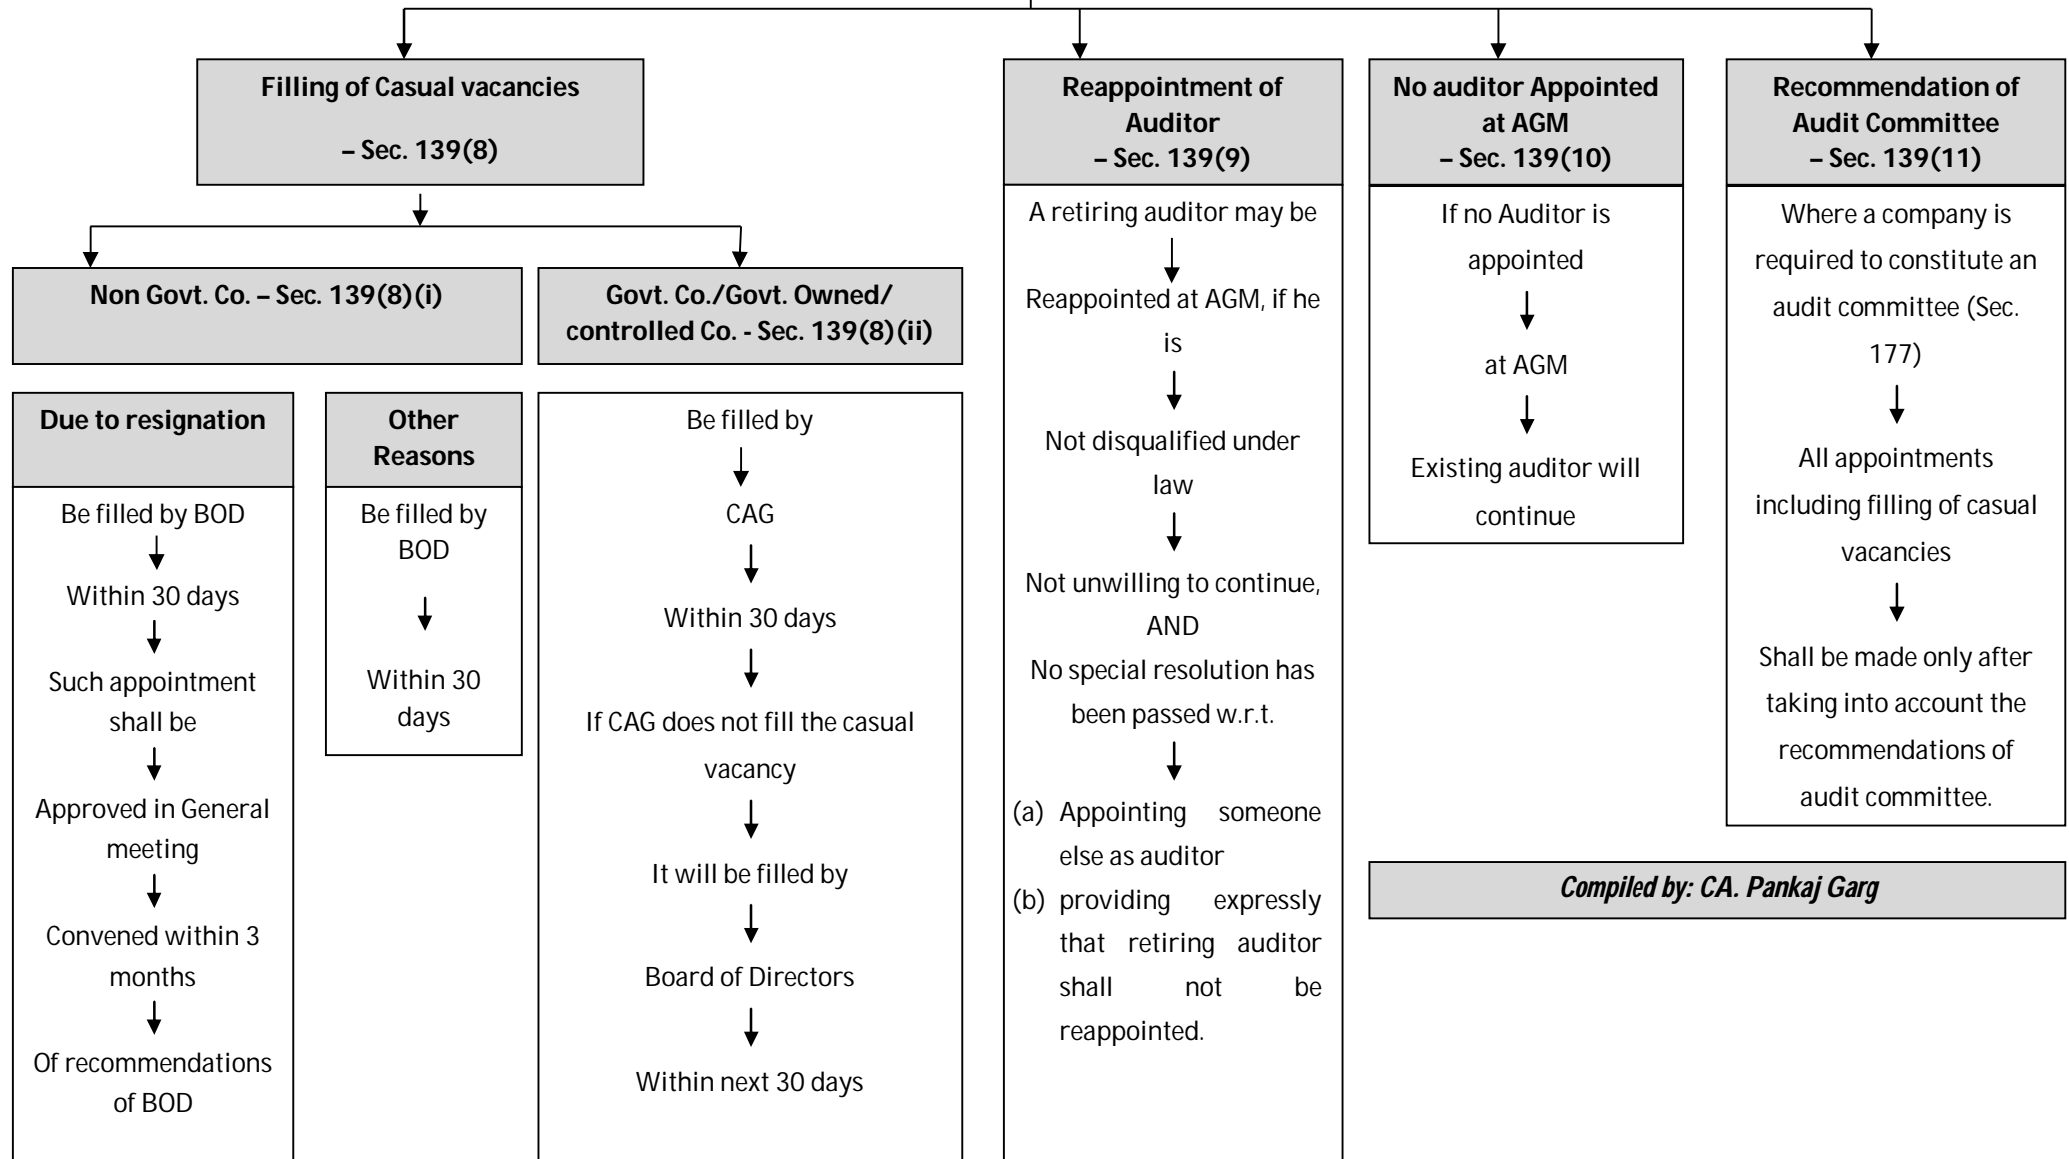 Filling of Casual vacancies
– Sec. 139(8)
Non Govt. Co. – Sec. 139(8)(i)
Due to resignation
Be filled by BOD
Within 30 days
Such appointment
shall be
Approved in General
meeting
Convened within 3
months
Of recommendations
of BOD
Other
Reasons
Be filled by
BOD
Within 30
days
Govt. Co./Govt. Owned/
controlled Co. - Sec. 139(8)(ii)
Be filled by
CAG
Within 30 days
If CAG does not fill the casual
vacancy
It will be filled by
Board of Directors
Within next 30 days
Reappointment of
Auditor
– Sec. 139(9)
A retiring auditor may be
Reappointed at AGM, if he
is
Not disqualified under
law
Not unwilling to continue,
AND
No special resolution has
been passed w.r.t.
(a) Appointing someone
else as auditor
(b) providing expressly
that retiring auditor
shall not be
reappointed.
No auditor Appointed
at AGM
– Sec. 139(10)
If no Auditor is
appointed
at AGM
Existing auditor will
continue
Recommendation of
Audit Committee
– Sec. 139(11)
Where a company is
required to constitute an
audit committee (Sec.
177)
All appointments
including filling of casual
vacancies
Shall be made only after
taking into account the
recommendations of
audit committee.
Compiled by: CA. Pankaj Garg